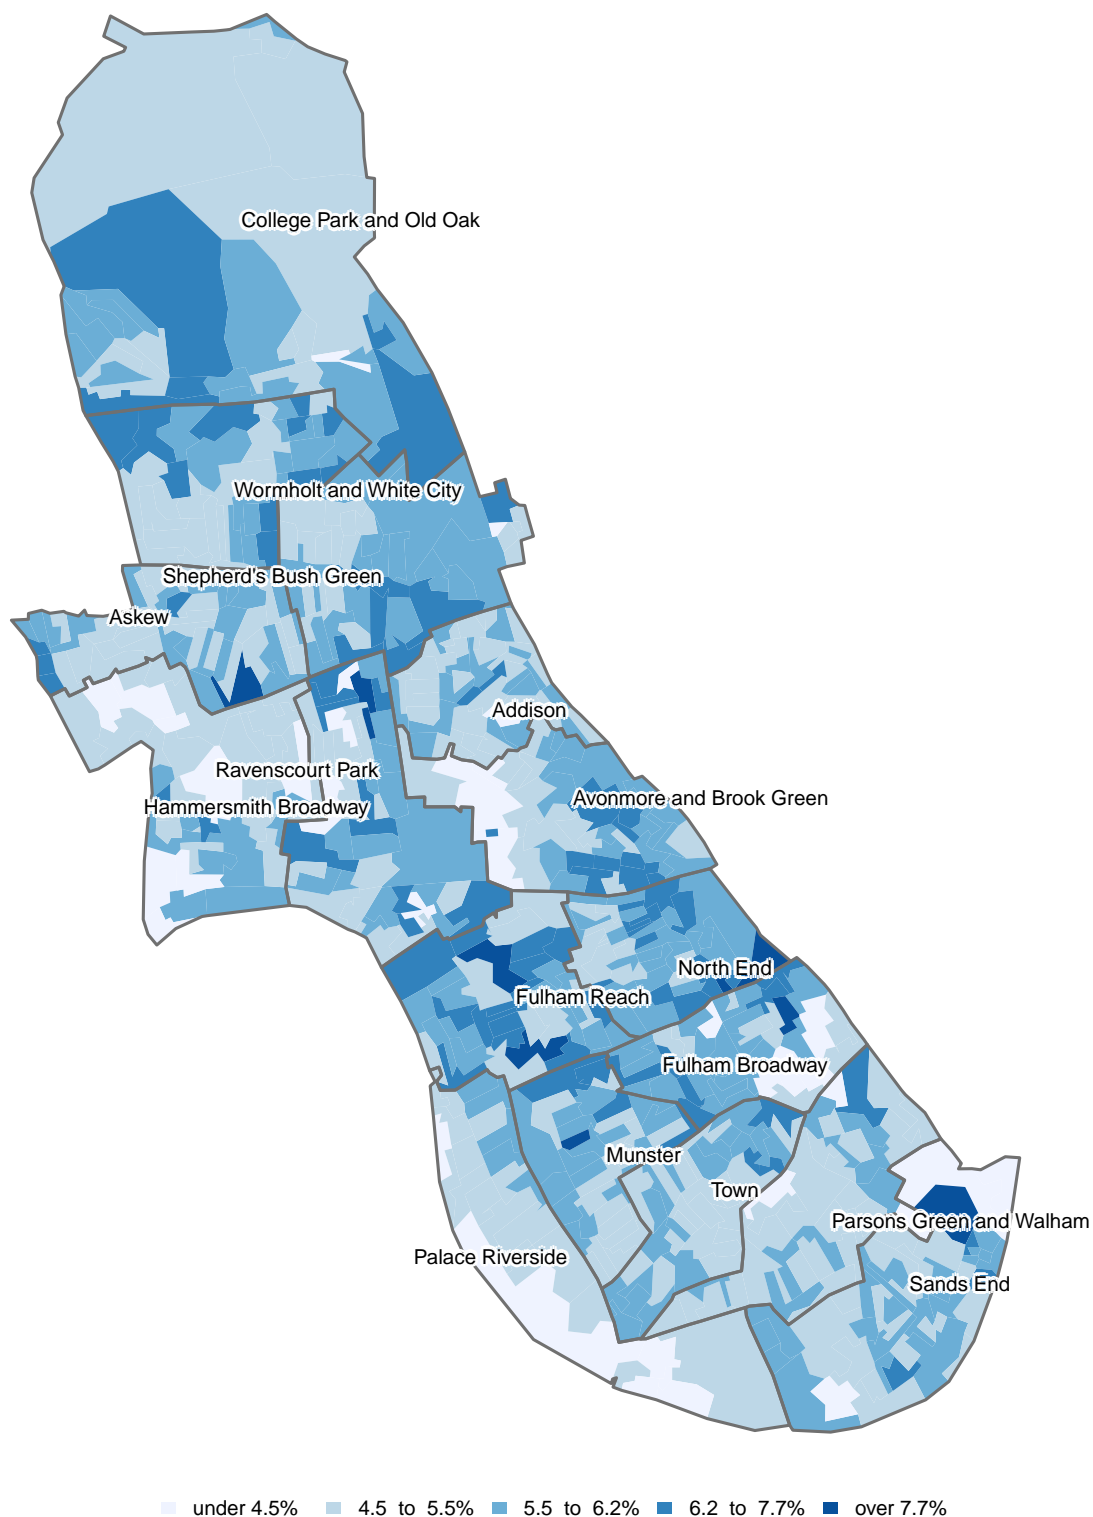 College Park and Old Oak
Wormholt and White City
Shepherd's Bush Green
Askew
Addison
Ravenscourt Park
Avonmore and Brook Green
Hammersmith Broadway
North End
Fulham Reach
Fulham Broadway
Munster
Town
Parsons Green and Walham
Palace Riverside
Sands End
under 4.5% 4.5 to 5.5% 5.5 to 6.2% 6.2 to 7.7% over 7.7%